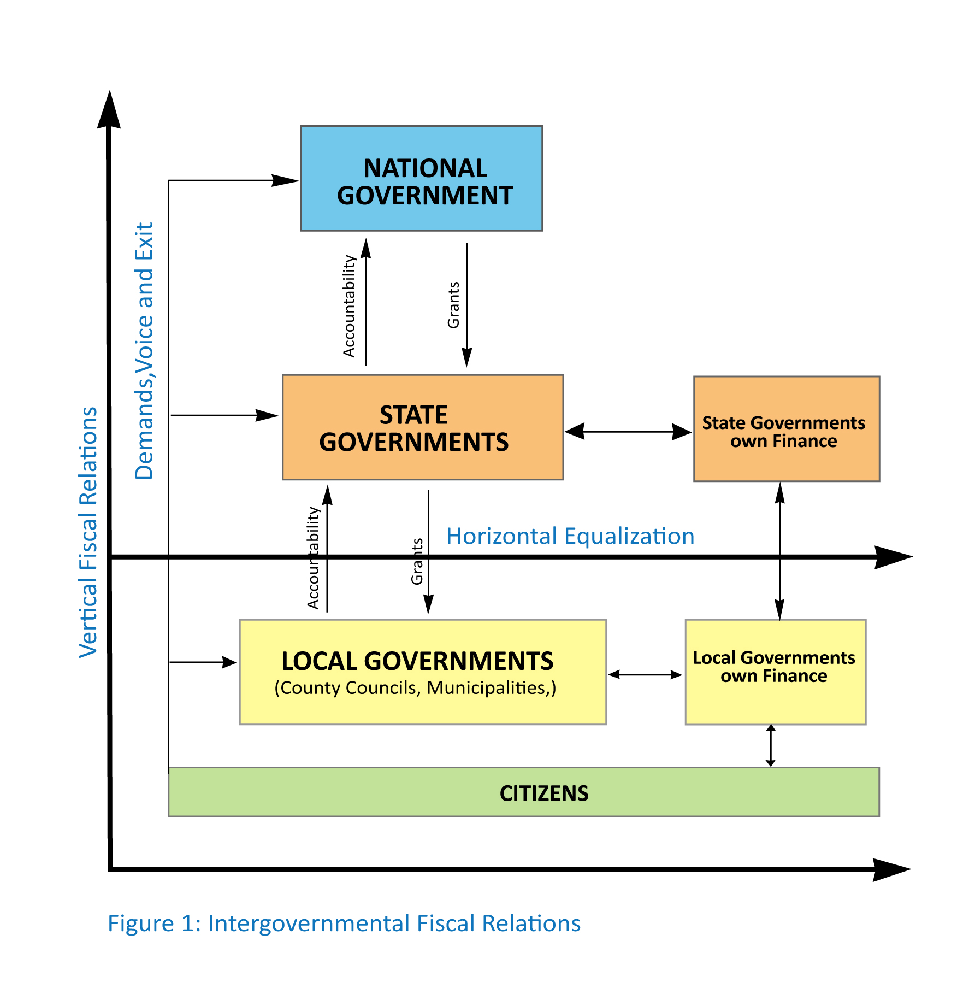 NATIONAL
GOVERNMENT
Demands,Voice and Exit
Accountability
Grants
STATE
GOVERNMENTS
State Governments
own Finance
Vertical Fiscal Relations
Accountability
Grants
Horizontal Equalization
LOCAL GOVERNMENTS
(County Councils, Municipalities,)
Local Governments
own Finance
CITIZENS
Figure 1: Intergovernmental Fiscal Relations